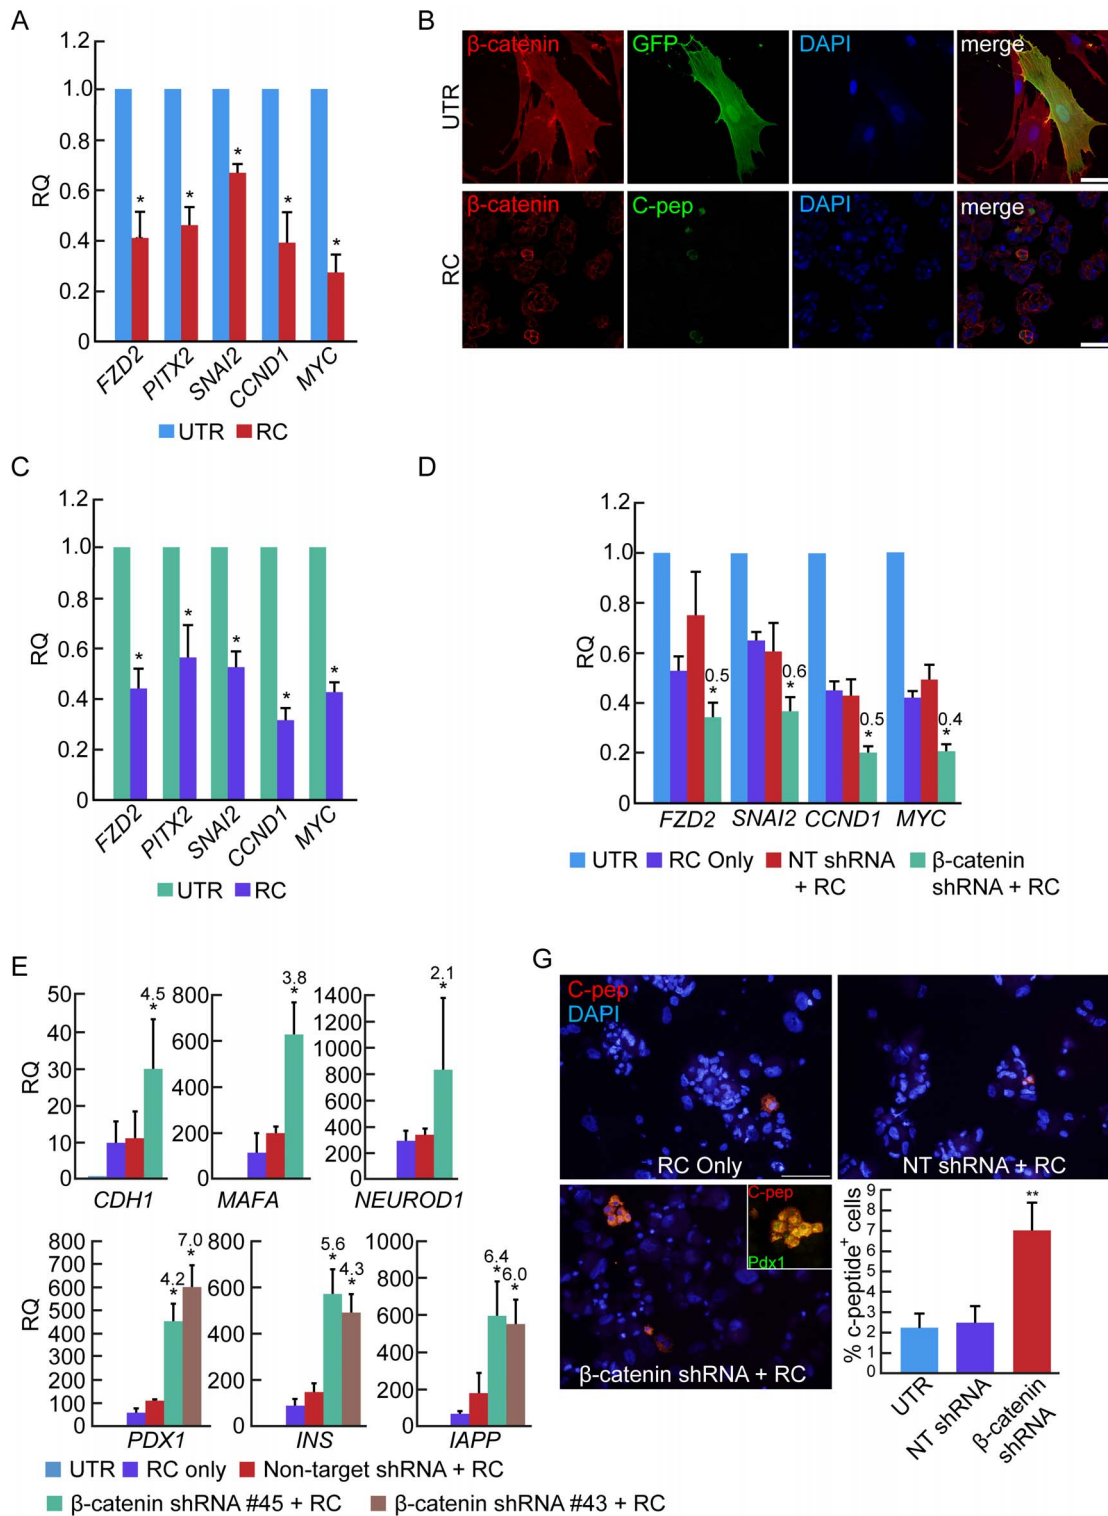 A
1.2
1.0
0.8
0.6
0.4
0.2
0
RQ
*
*
*
*
*
FZD2
PITX2
SNAI2
CCND1
MYC
UTR RC
B
UTR
β-catenin
GFP
DAPI
merge
RC
β-catenin
C-pep
DAPI
merge
C
1.2
1.0
0.8
0.6
0.4
0.2
0
RQ
*
*
*
*
*
FZD2
PITX2
SNAI2
CCND1
MYC
UTR RC
D
1.2
1.0
0.8
0.6
0.4
0.2
0
RQ
0.5
*
0.6
*
0.5
*
0.4
*
FZD2 SNAI2 CCND1 MYC
UTR RC Only NT shRNA β-catenin
+ RC shRNA + RC
E
RQ
50
40
30
20
10
0
4.5
*
CDH1
800
600
400
200
0
3.8
*
MAFA
1400
1200
1000
800
600
400
200
0
2.1
*
NEUROD1
RQ
800
700
600
500
400
300
200
100
0
4.2
*
7.0
*
PDX1
800
600
400
200
0
5.6
*
4.3
*
INS
1000
800
600
400
200
0
6.4
*
6.0
*
IAPP
UTR RC only Non-target shRNA + RC
β-catenin shRNA #45 + RC β-catenin shRNA #43 + RC
G
C-pep
DAPI
RC Only
NT shRNA + RC
C-pep
Pdx1
β-catenin shRNA + RC
% c-peptide⁺ cells
9
8
7
6
5
4
3
2
1
0
**
UTR
NT shRNA
β-catenin
shRNA